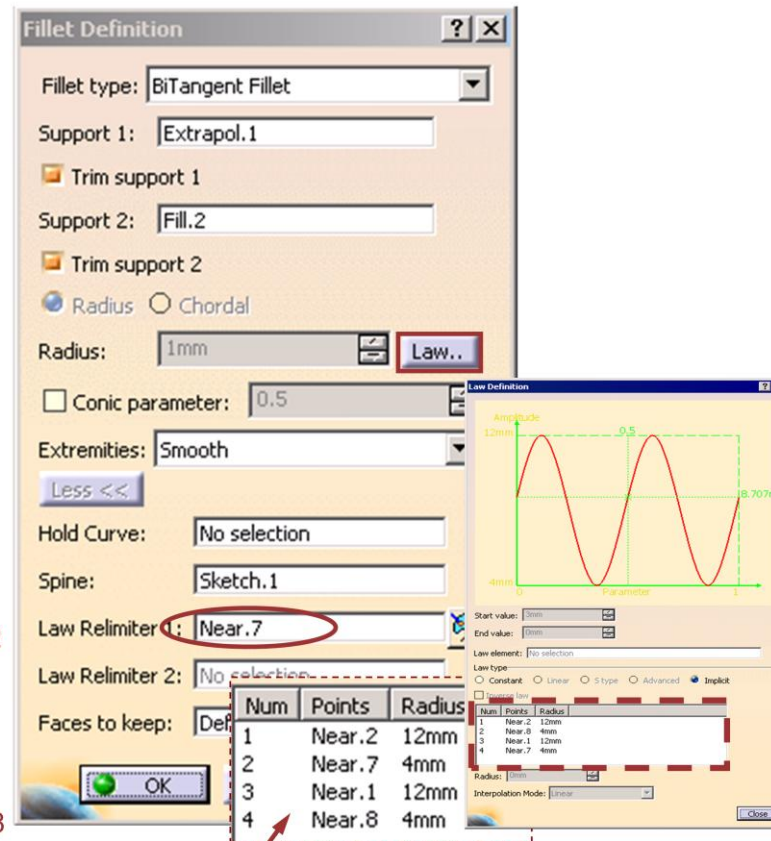 Fillet Definition
Fillet type: BiTangent Fillet
Support 1: Extrapol.1
Trim support 1
Support 2: Fill.2
Trim support 2
Radius Chordal
Radius: 1mm Law..
Conic parameter: 0.5
Extremities: Smooth
Less <<
Hold Curve: No selection
Spine: Sketch.1
Law Relimiter 1: Near.7
Law Relimiter 2: No selection
Faces to keep:
OK
Num Points Radius
1 Near.2 12mm
2 Near.7 4mm
3 Near.1 12mm
4 Near.8 4mm
Law Definition
Amplitude
12mm
0.5
8.707
4mm
0 Parameter 1
Start value: 3mm
End value: 0mm
Law element: No selection
Law type
Constant Linear S type Advanced Implicit
Inverse law
Num Points Radius
1 Near.2 12mm
2 Near.8 4mm
3 Near.1 12mm
4 Near.7 4mm
Radius: 0mm
Interpolation Mode: Linear
Close